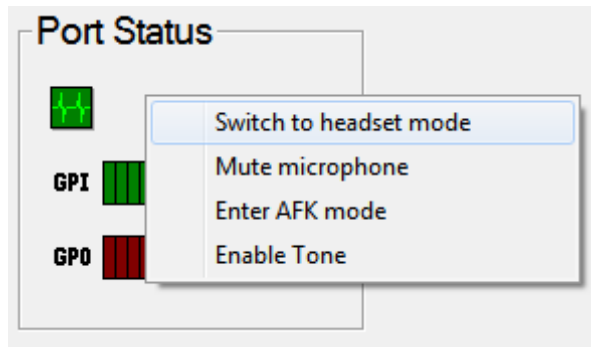 Port Status
Switch to headset mode
Mute microphone
GPI
Enter AFK mode
GPO
Enable Tone